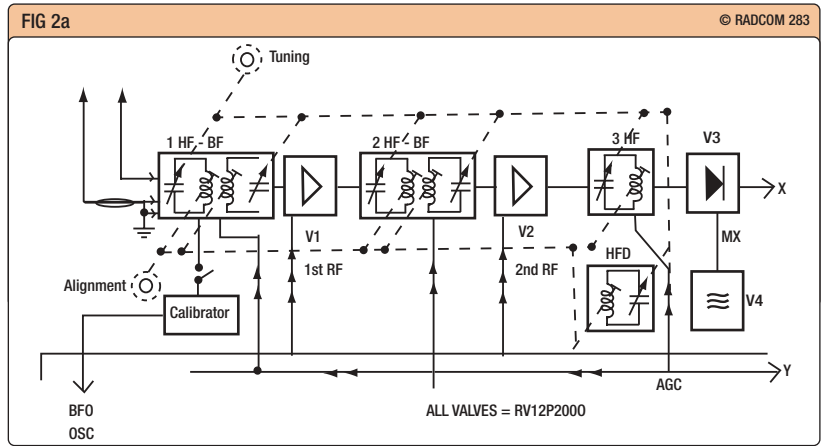 FIG 2a
© RADCOM 283
Tuning
1 HF - BF
2 HF - BF
3 HF
V3
X
V1
V2
MX
1st RF
2nd RF
HFD
Alignment
Calibrator
V4
Y
AGC
BFO
OSC
ALL VALVES = RV12P2000